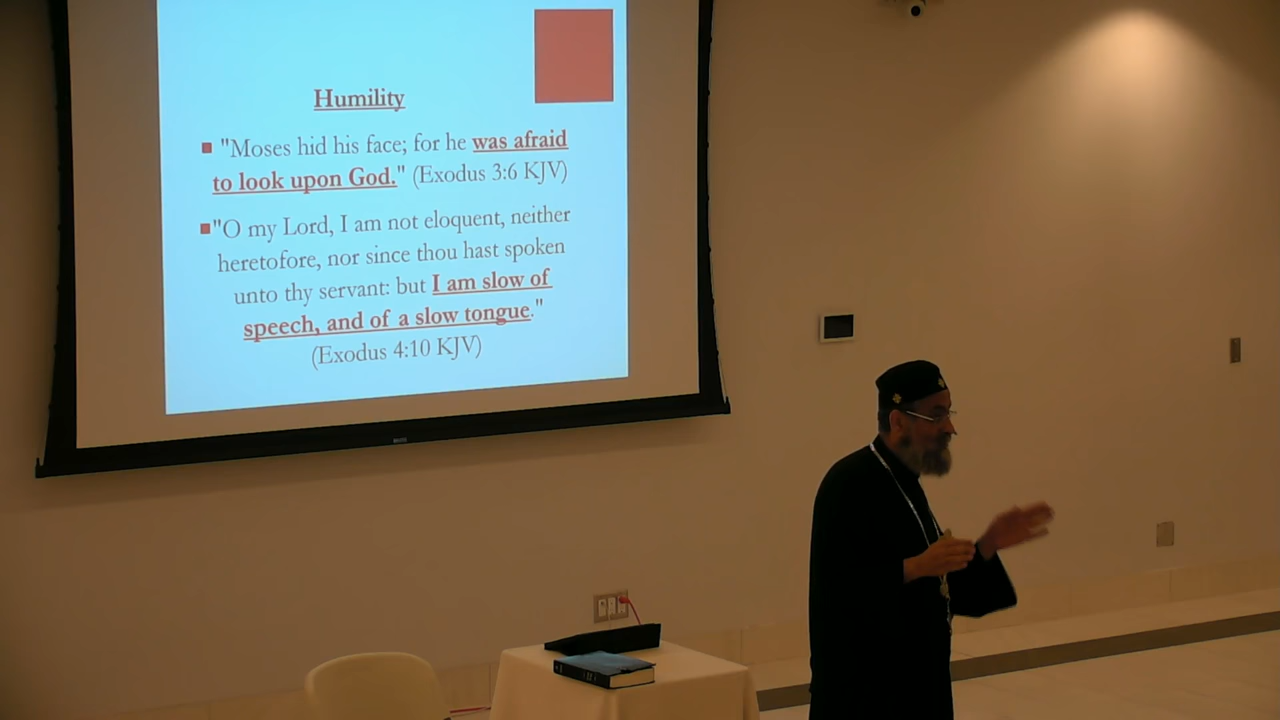 Humility
"Moses hid his face; for he was afraid
to look upon God." (Exodus 3:6 KJV)
"O my Lord, I am not eloquent, neither
heretofore, nor since thou hast spoken
unto thy servant: but I am slow of
speech, and of a slow tongue."
(Exodus 4:10 KJV)